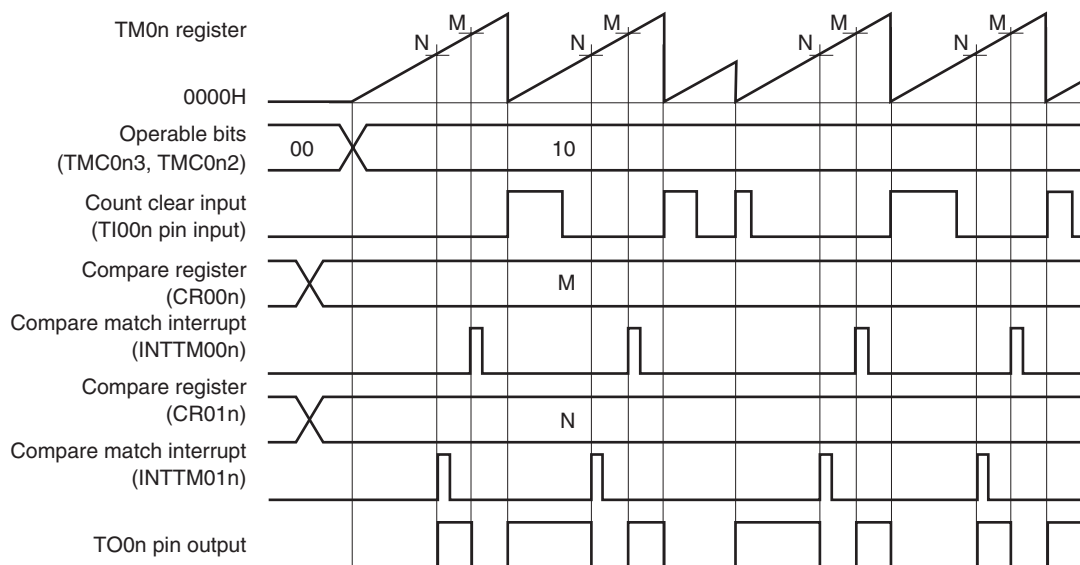 TM0n register
N M N M N M N M
0000H
Operable bits
(TMC0n3, TMC0n2)
00 10
Count clear input
(TI00n pin input)
Compare register
(CR00n)
M
Compare match interrupt
(INTTM00n)
Compare register
(CR01n)
N
Compare match interrupt
(INTTM01n)
TO0n pin output